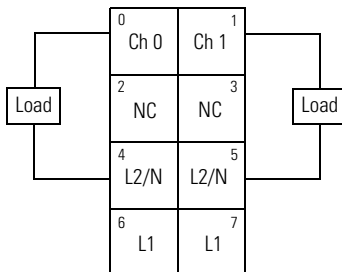 0 1
Ch 0 Ch 1
2 3
Load NC NC Load
4 5
L2/N L2/N
6 7
L1 L1